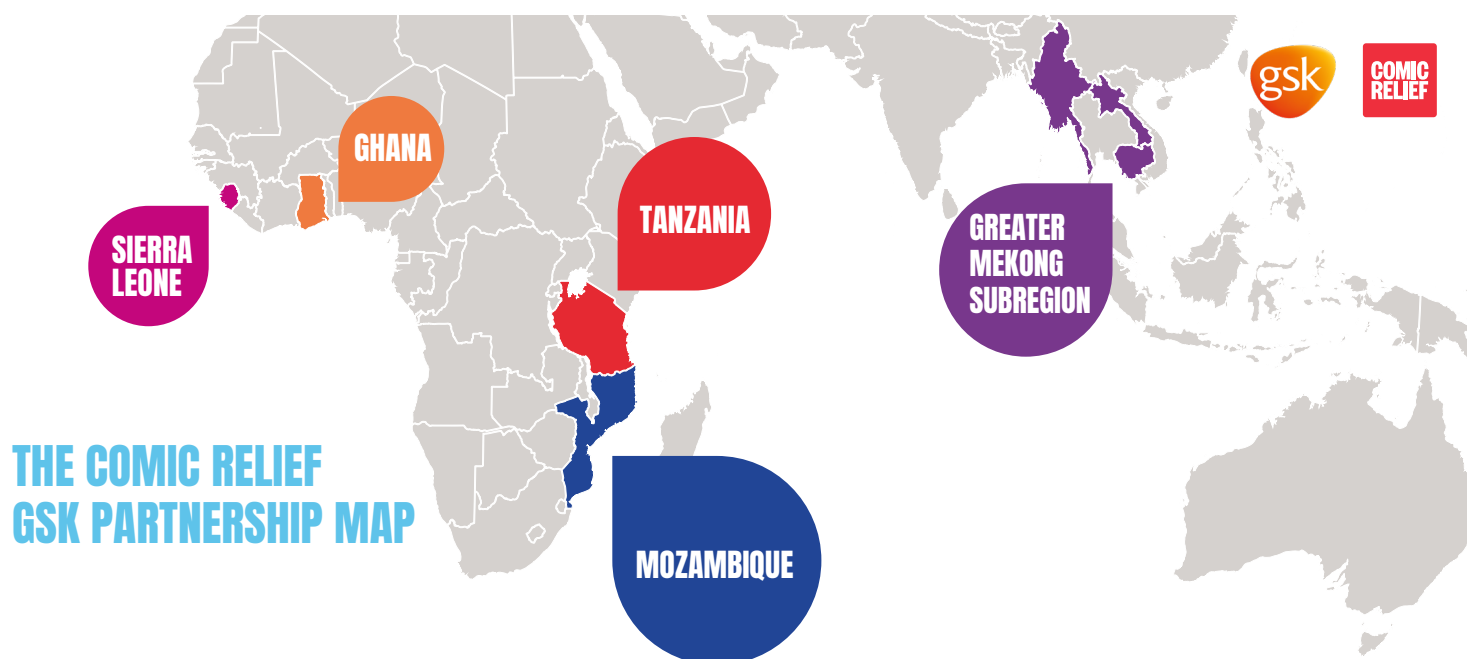 gsk
COMIC
RELIEF
GHANA
TANZANIA
SIERRA
LEONE
GREATER
MEKONG
SUBREGION
THE COMIC RELIEF
GSK PARTNERSHIP MAP
MOZAMBIQUE